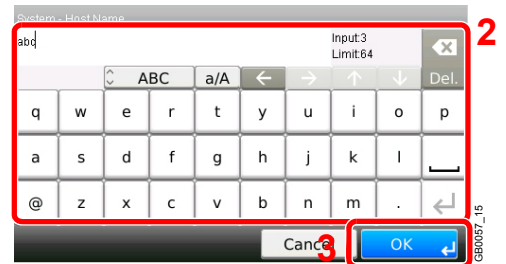 System - Host Name
abc
Input:3
Limit:64
Del.
ABC a/A ← → ↑ ↓
q w e r t y u i o p
a s d f g h j k l
@ z x c v b n m .
Cancel OK
2
3
GB0057_15